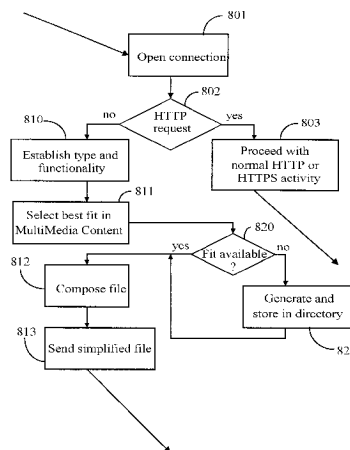 801
Open connection
802
no
HTTP
request
yes
810
803
Establish type and
functionality
Proceed with
normal HTTP or
HTTPS activity
811
Select best fit in
MultiMedia Content
820
yes
Fit available
?
no
812
Compose file
Generate and
store in directory
813
Send simplified file
82